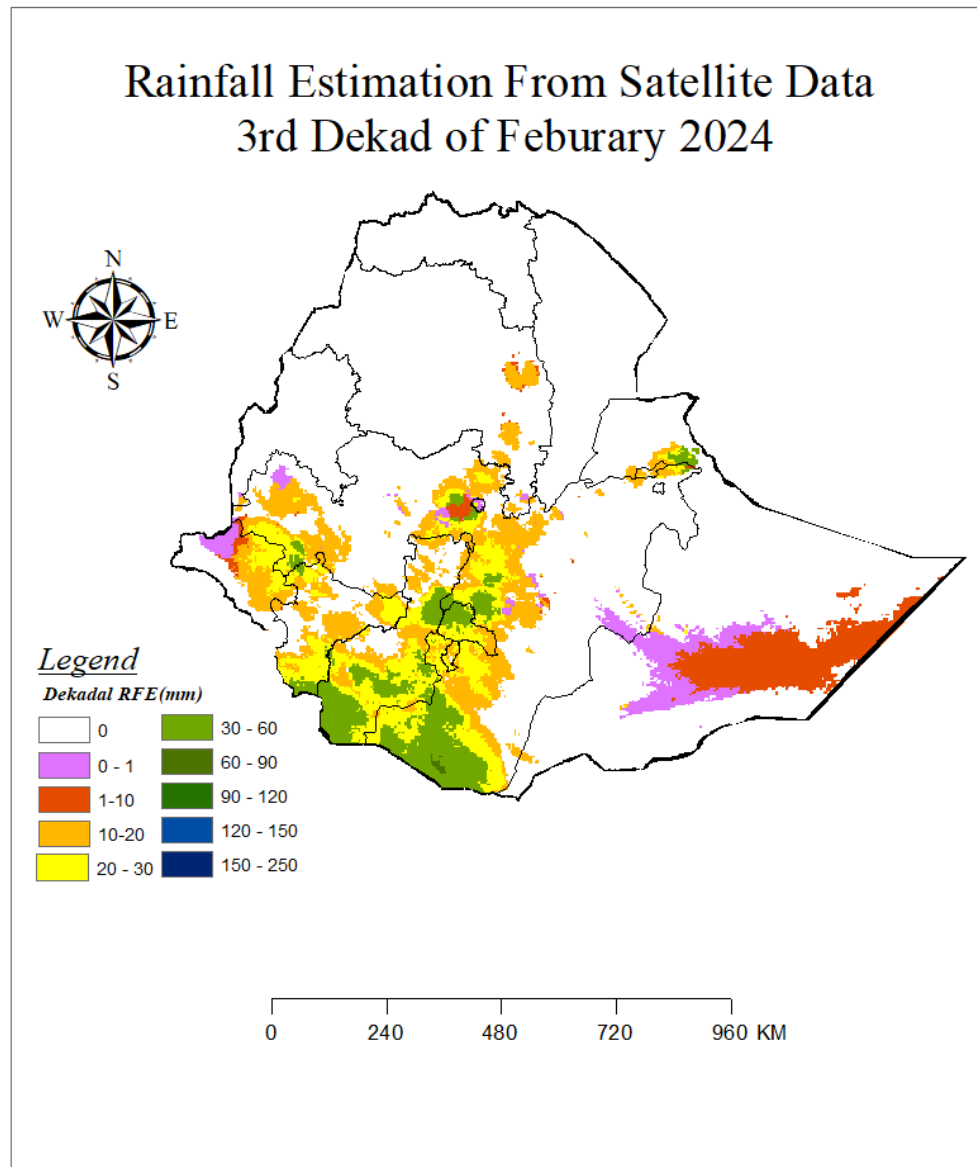 Rainfall Estimation From Satellite Data
3rd Dekad of Feburary 2024
N
W
E
S
Legend
Dekadal RFE(mm)
0
0 - 1
1-10
10-20
20 - 30
30 - 60
60 - 90
90 - 120
120 - 150
150 - 250
0 240 480 720 960 KM